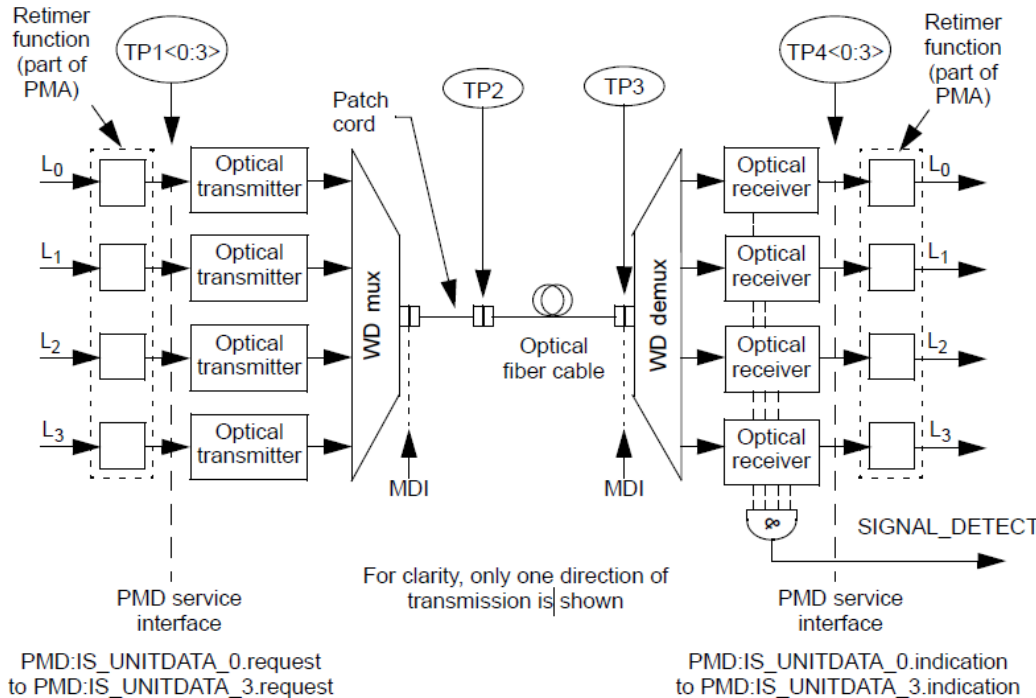 Retimer
function
(part of
PMA)
TP1<0:3>
TP2
Patch
cord
TP3
TP4<0:3>
Retimer
function
(part of
PMA)
L0
Optical
transmitter
Optical
receiver
L0
L1
Optical
transmitter
Optical
receiver
L1
WD mux
WD demux
L2
Optical
transmitter
Optical
fiber cable
Optical
receiver
L2
L3
Optical
transmitter
Optical
receiver
L3
MDI
MDI
&
SIGNAL_DETECT
For clarity, only one direction of
transmission is shown
PMD service
interface
PMD service
interface
PMD:IS_UNITDATA_0.request
to PMD:IS_UNITDATA_3.request
PMD:IS_UNITDATA_0.indication
to PMD:IS_UNITDATA_3.indication